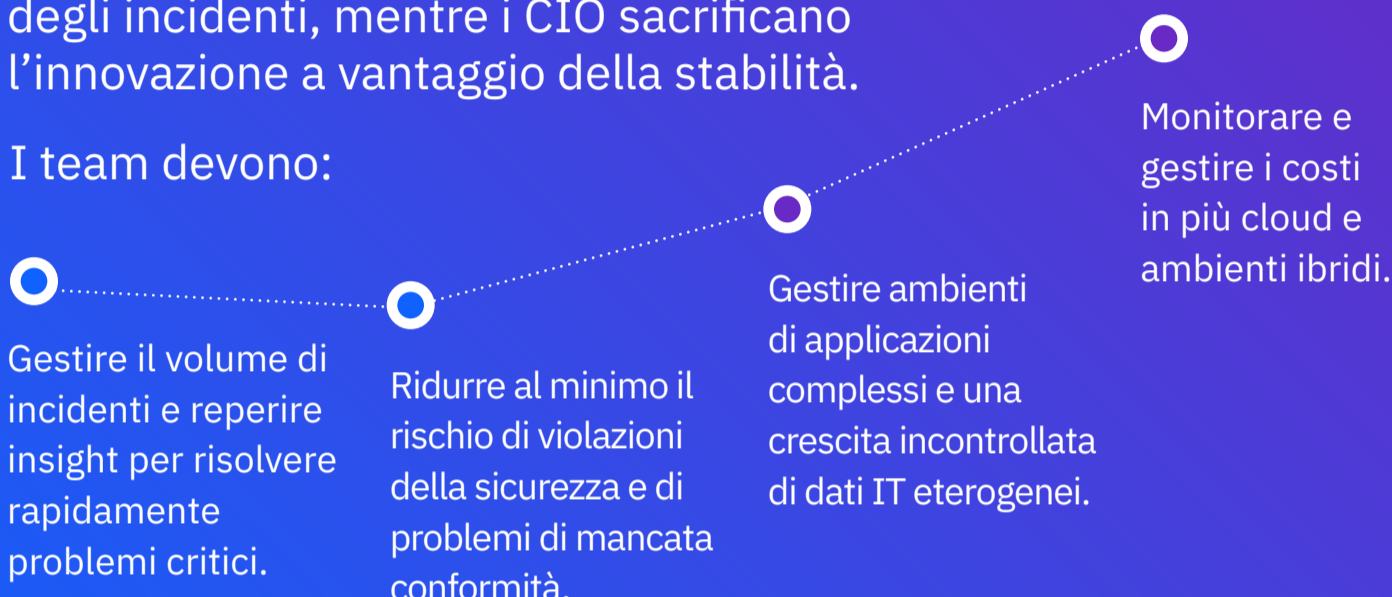 degli incidenti, mentre i CIO sacrificano
l’innovazione a vantaggio della stabilità.
I team devono:
Gestire il volume di
incidenti e reperire
insight per risolvere
rapidamente
problemi critici.
Ridurre al minimo il
rischio di violazioni
della sicurezza e di
problemi di mancata
conformità.
Gestire ambienti
di applicazioni
complessi e una
crescita incontrollata
di dati IT eterogenei.
Monitorare e
gestire i costi
in più cloud e
ambienti ibridi.